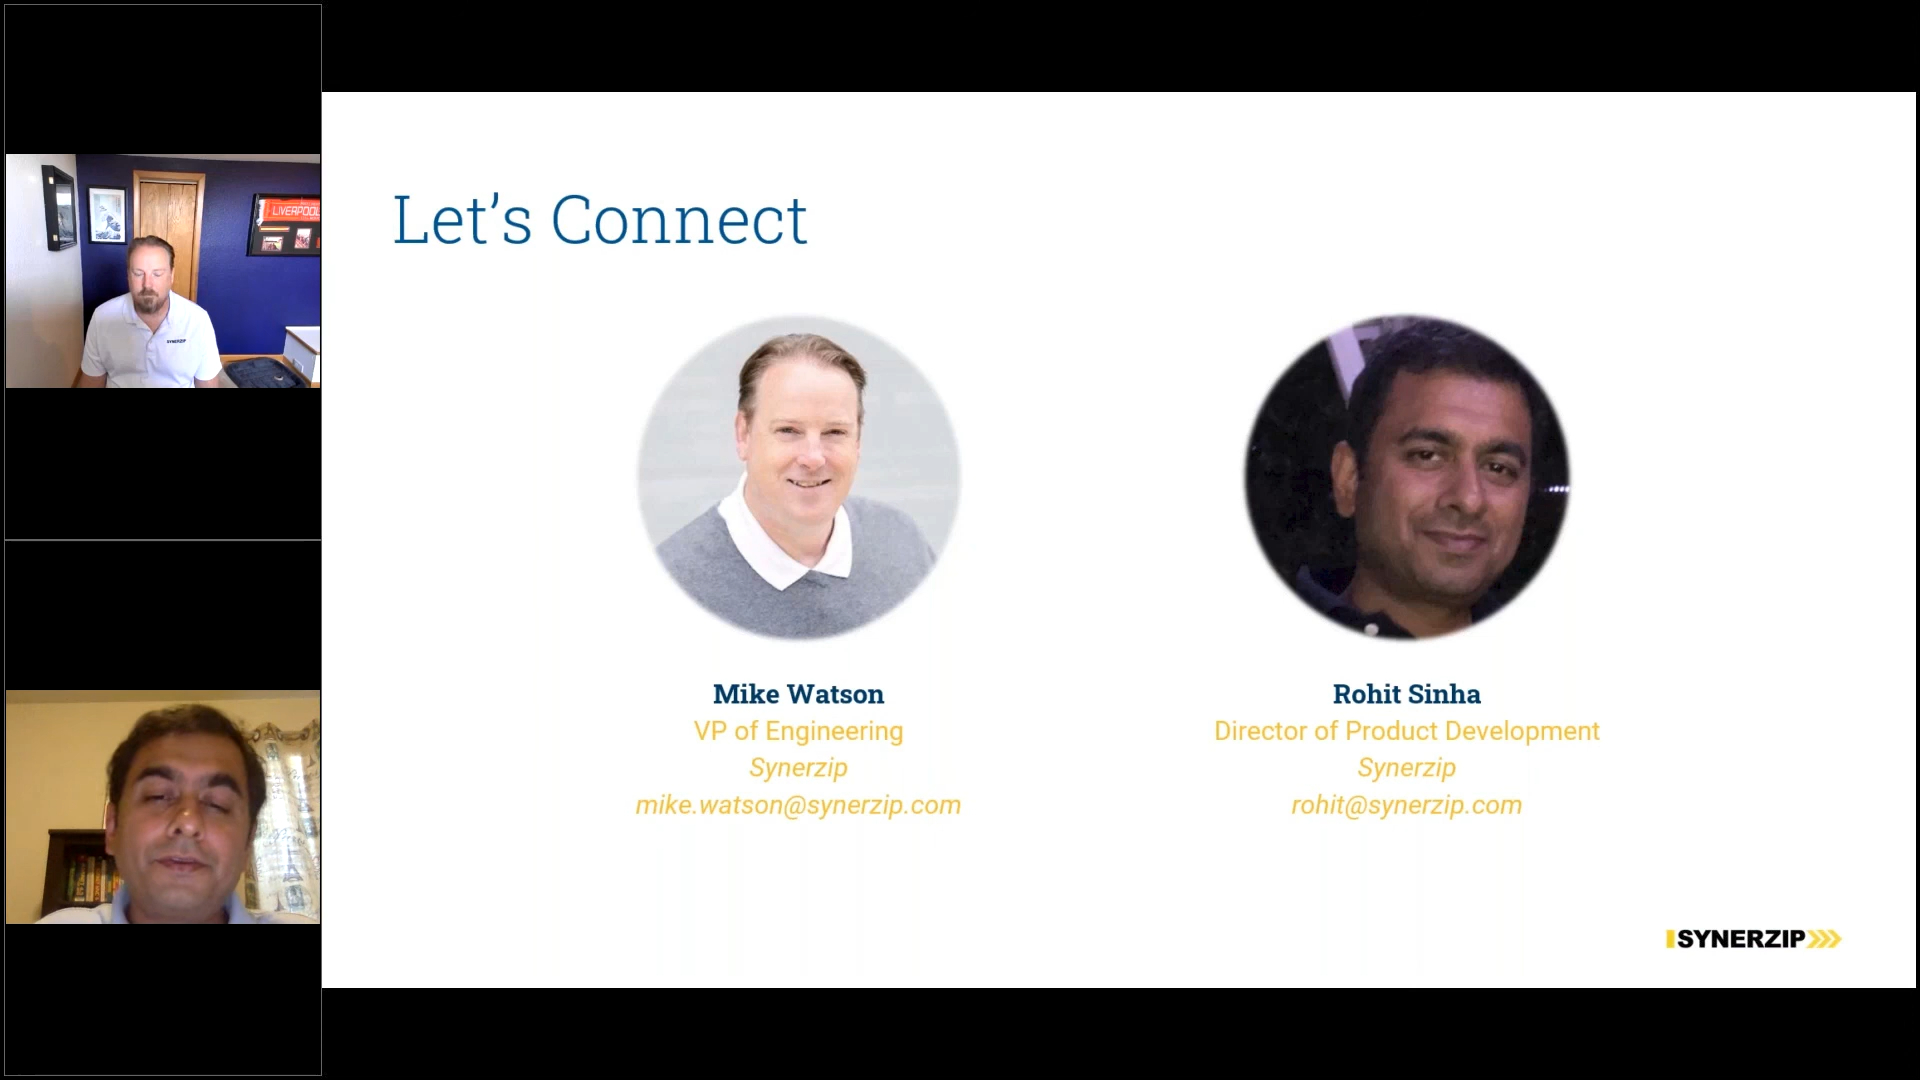 LIVERPOOL
SYNERZIP
Let's Connect
Mike Watson
VP of Engineering
Synerzip
mike.watson@synerzip.com
Rohit Sinha
Director of Product Development
Synerzip
rohit@synerzip.com
SYNERZIP